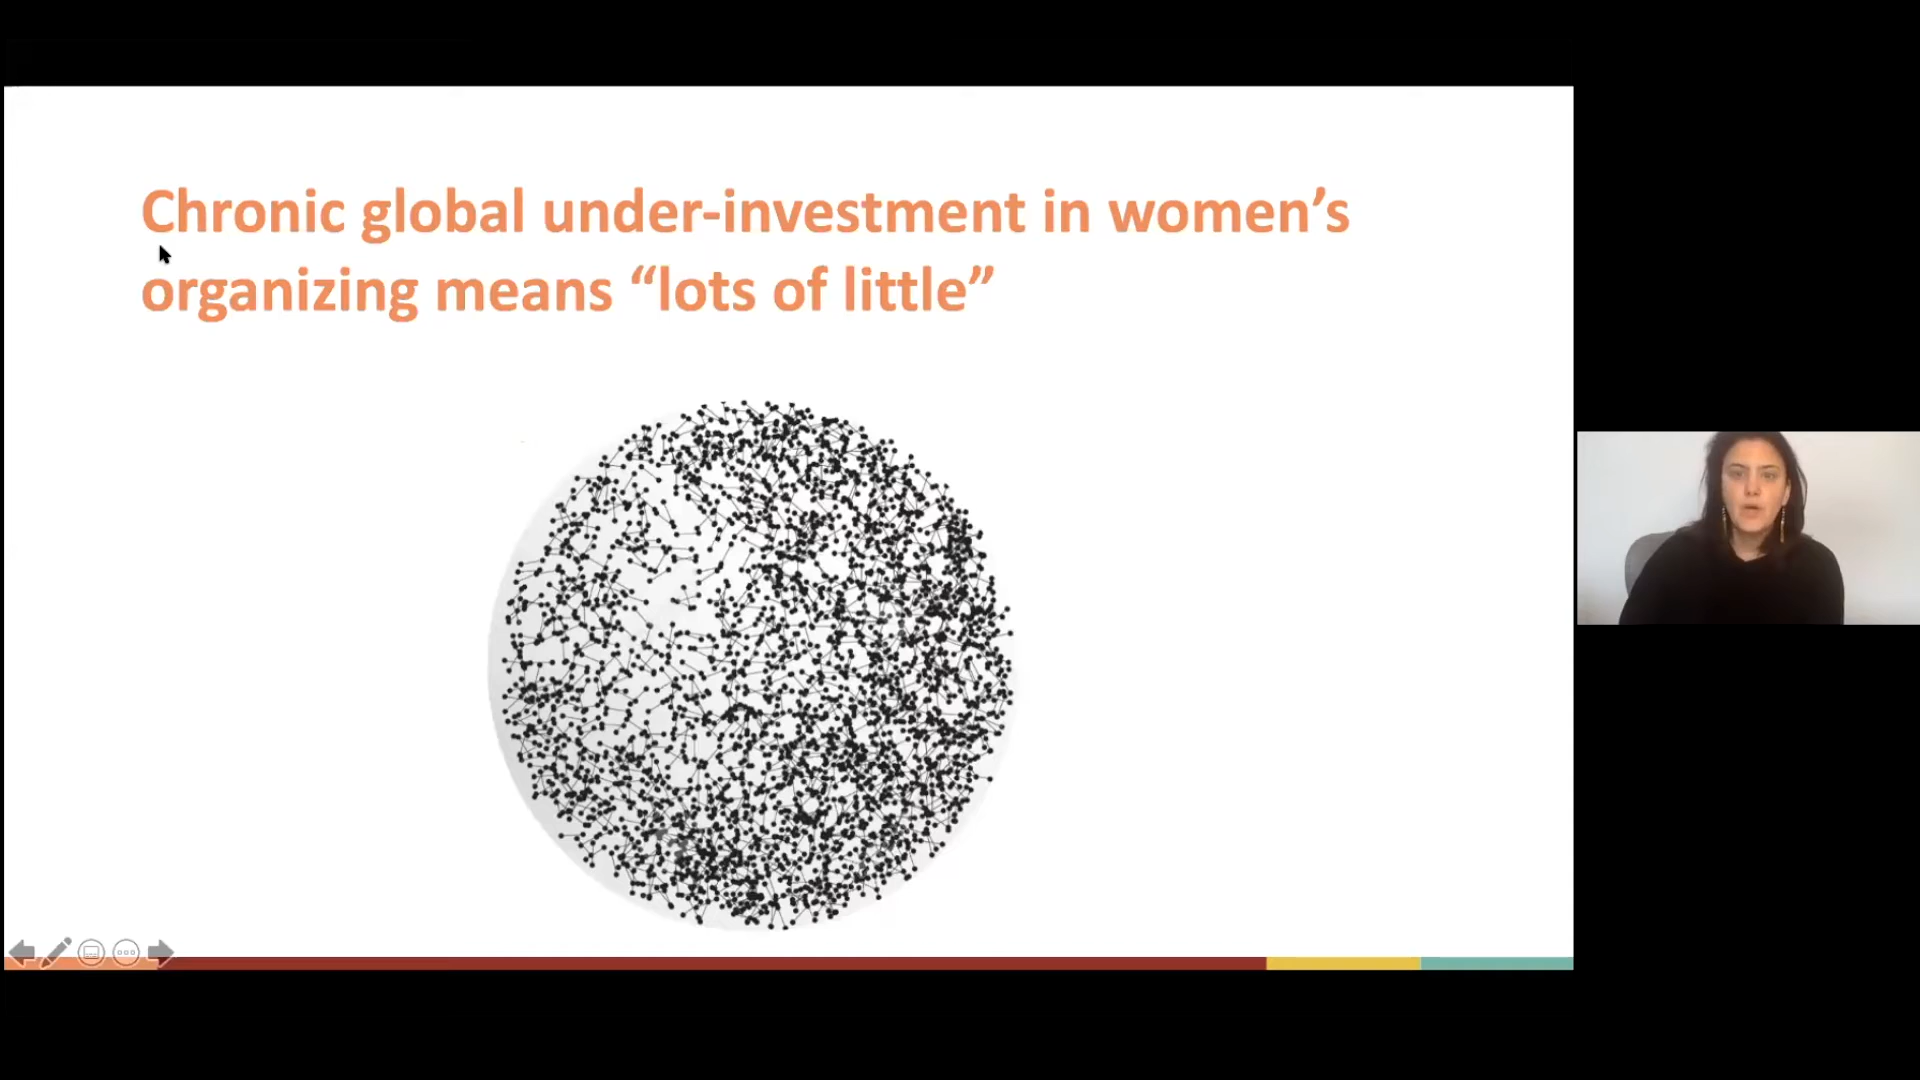 Chronic global under-investment in women’s
organizing means “lots of little”